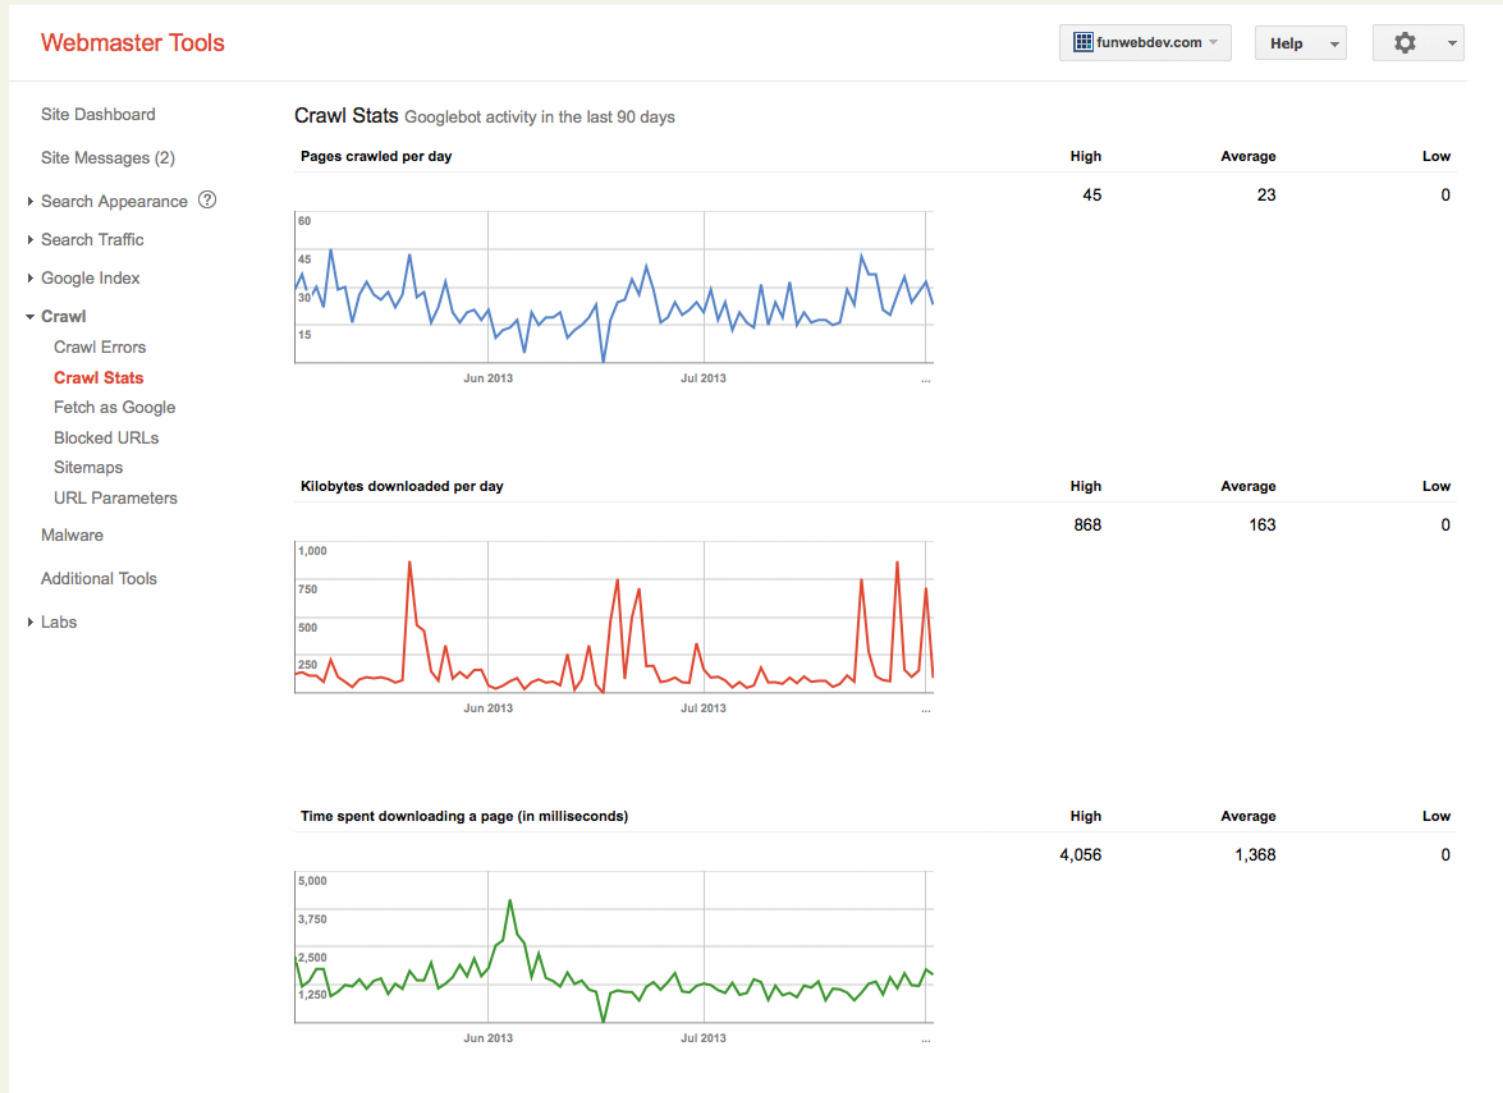 Webmaster Tools
funwebdev.com
Help
Site Dashboard
Site Messages (2)
Search Appearance ?
Search Traffic
Google Index
Crawl
Crawl Errors
Crawl Stats
Fetch as Google
Blocked URLs
Sitemaps
URL Parameters
Malware
Additional Tools
Labs
Crawl Stats Googlebot activity in the last 90 days
Pages crawled per day High Average Low
45 23 0
60
45
30
15
Jun 2013 Jul 2013 ...
Kilobytes downloaded per day High Average Low
868 163 0
1,000
750
500
250
Jun 2013 Jul 2013 ...
Time spent downloading a page (in milliseconds) High Average Low
4,056 1,368 0
5,000
3,750
2,500
1,250
Jun 2013 Jul 2013 ...